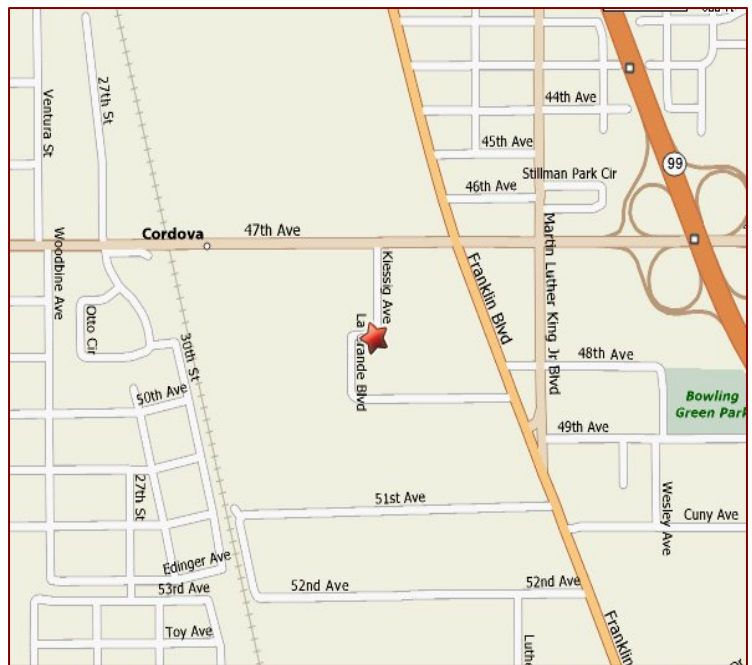 44th Ave
45th Ave
46th Ave
Stillman Park Cir
99
Ventura St
27th St
Cordova
47th Ave
Woodbine Ave
Otto Cir
30th St
Kiessig Ave
La Grande Blvd
Franklin Blvd
Martin Luther King Jr Blvd
48th Ave
Bowling
Green Park
50th Ave
49th Ave
27th St
51st Ave
Wesley Ave
Cuny Ave
Edinger Ave
53rd Ave
52nd Ave
52nd Ave
Toy Ave
Luthe
Franklin